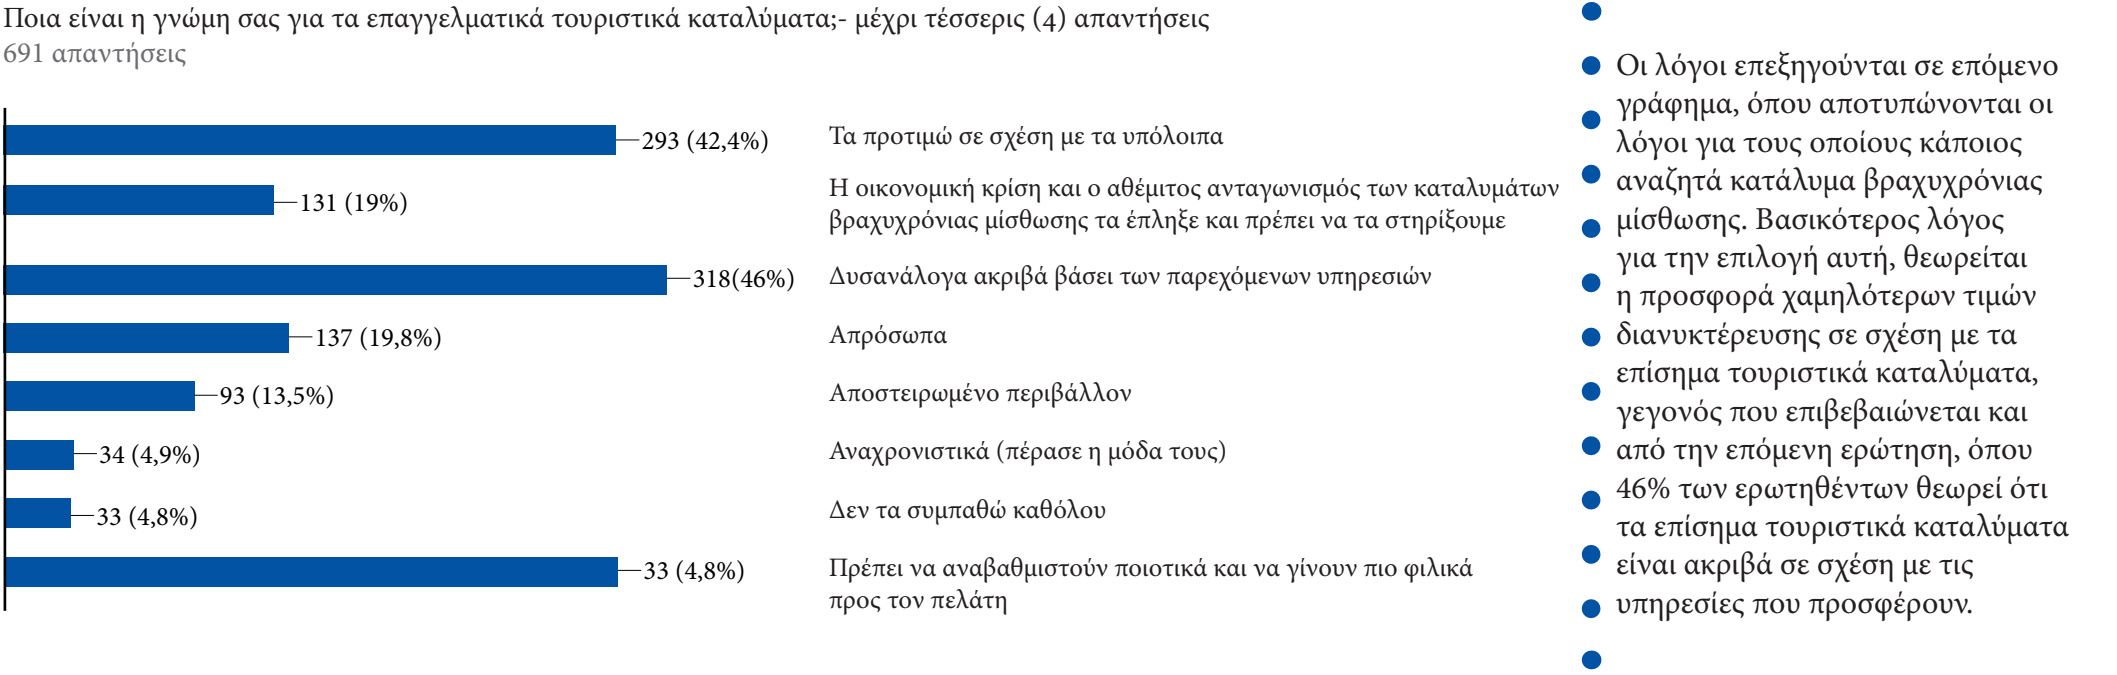 Ποια είναι η γνώμη σας για τα επαγγελματικά τουριστικά καταλύματα;- μέχρι τέσσερις (4) απαντήσεις
691 απαντήσεις
293 (42,4%) Τα προτιμώ σε σχέση με τα υπόλοιπα
131 (19%) Η οικονομική κρίση και ο αθέμιτος ανταγωνισμός των καταλυμάτων
βραχυχρόνιας μίσθωσης τα έπληξε και πρέπει να τα στηρίξουμε
318(46%) Δυσανάλογα ακριβά βάσει των παρεχόμενων υπηρεσιών
137 (19,8%) Απρόσωπα
93 (13,5%) Αποστειρωμένο περιβάλλον
34 (4,9%) Αναχρονιστικά (πέρασε η μόδα τους)
33 (4,8%) Δεν τα συμπαθώ καθόλου
33 (4,8%) Πρέπει να αναβαθμιστούν ποιοτικά και να γίνουν πιο φιλικά
προς τον πελάτη
Οι λόγοι επεξηγούνται σε επόμενο
γράφημα, όπου αποτυπώνονται οι
λόγοι για τους οποίους κάποιος
αναζητά κατάλυμα βραχυχρόνιας
μίσθωσης. Βασικότερος λόγος
για την επιλογή αυτή, θεωρείται
η προσφορά χαμηλότερων τιμών
διανυκτέρευσης σε σχέση με τα
επίσημα τουριστικά καταλύματα,
γεγονός που επιβεβαιώνεται και
από την επόμενη ερώτηση, όπου
46% των ερωτηθέντων θεωρεί ότι
τα επίσημα τουριστικά καταλύματα
είναι ακριβά σε σχέση με τις
υπηρεσίες που προσφέρουν.